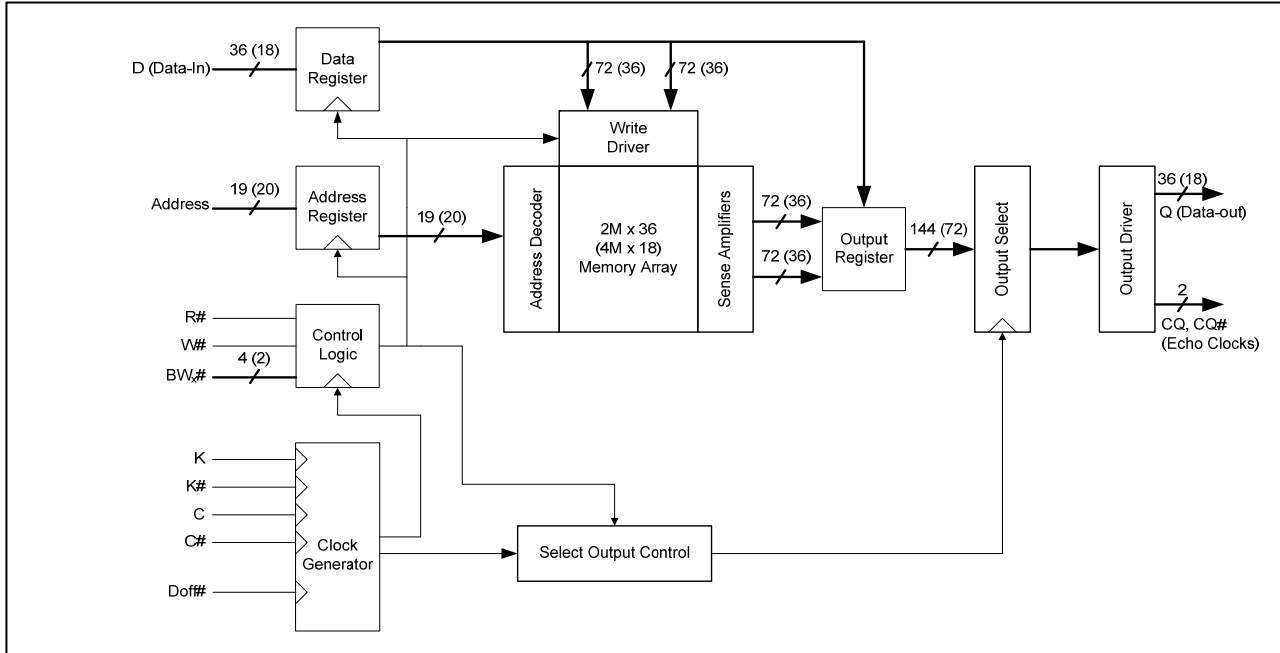 D (Data-In)
36 (18)
Data
Register
72 (36)
72 (36)
Write
Driver
Address
19 (20)
Address
Register
19 (20)
Address Decoder
2M x 36
(4M x 18)
Memory Array
Sense Amplifiers
72 (36)
72 (36)
Output
Register
144 (72)
Output Select
Output Driver
36 (18)
Q (Data-out)
2
CQ, CQ#
(Echo Clocks)
R#
W#
4 (2)
BWx#
Control
Logic
K
K#
C
C#
Doff#
Clock
Generator
Select Output Control